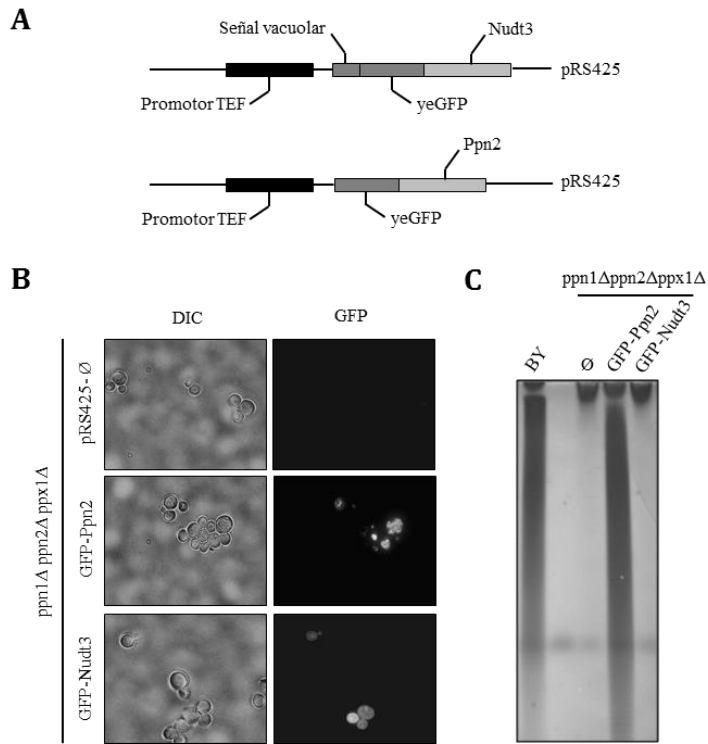 A
Señal vacuolar
Nudt3
pRS425
Promotor TEF
yeGFP
Ppn2
pRS425
Promotor TEF
yeGFP
B
DIC
GFP
ppn1Δ ppn2Δ ppx1Δ
pRS425-Ø
GFP-Ppn2
GFP-Nudt3
C
ppn1Δppn2Δppx1Δ
BY
Ø
GFP-Ppn2
GFP-Nudt3